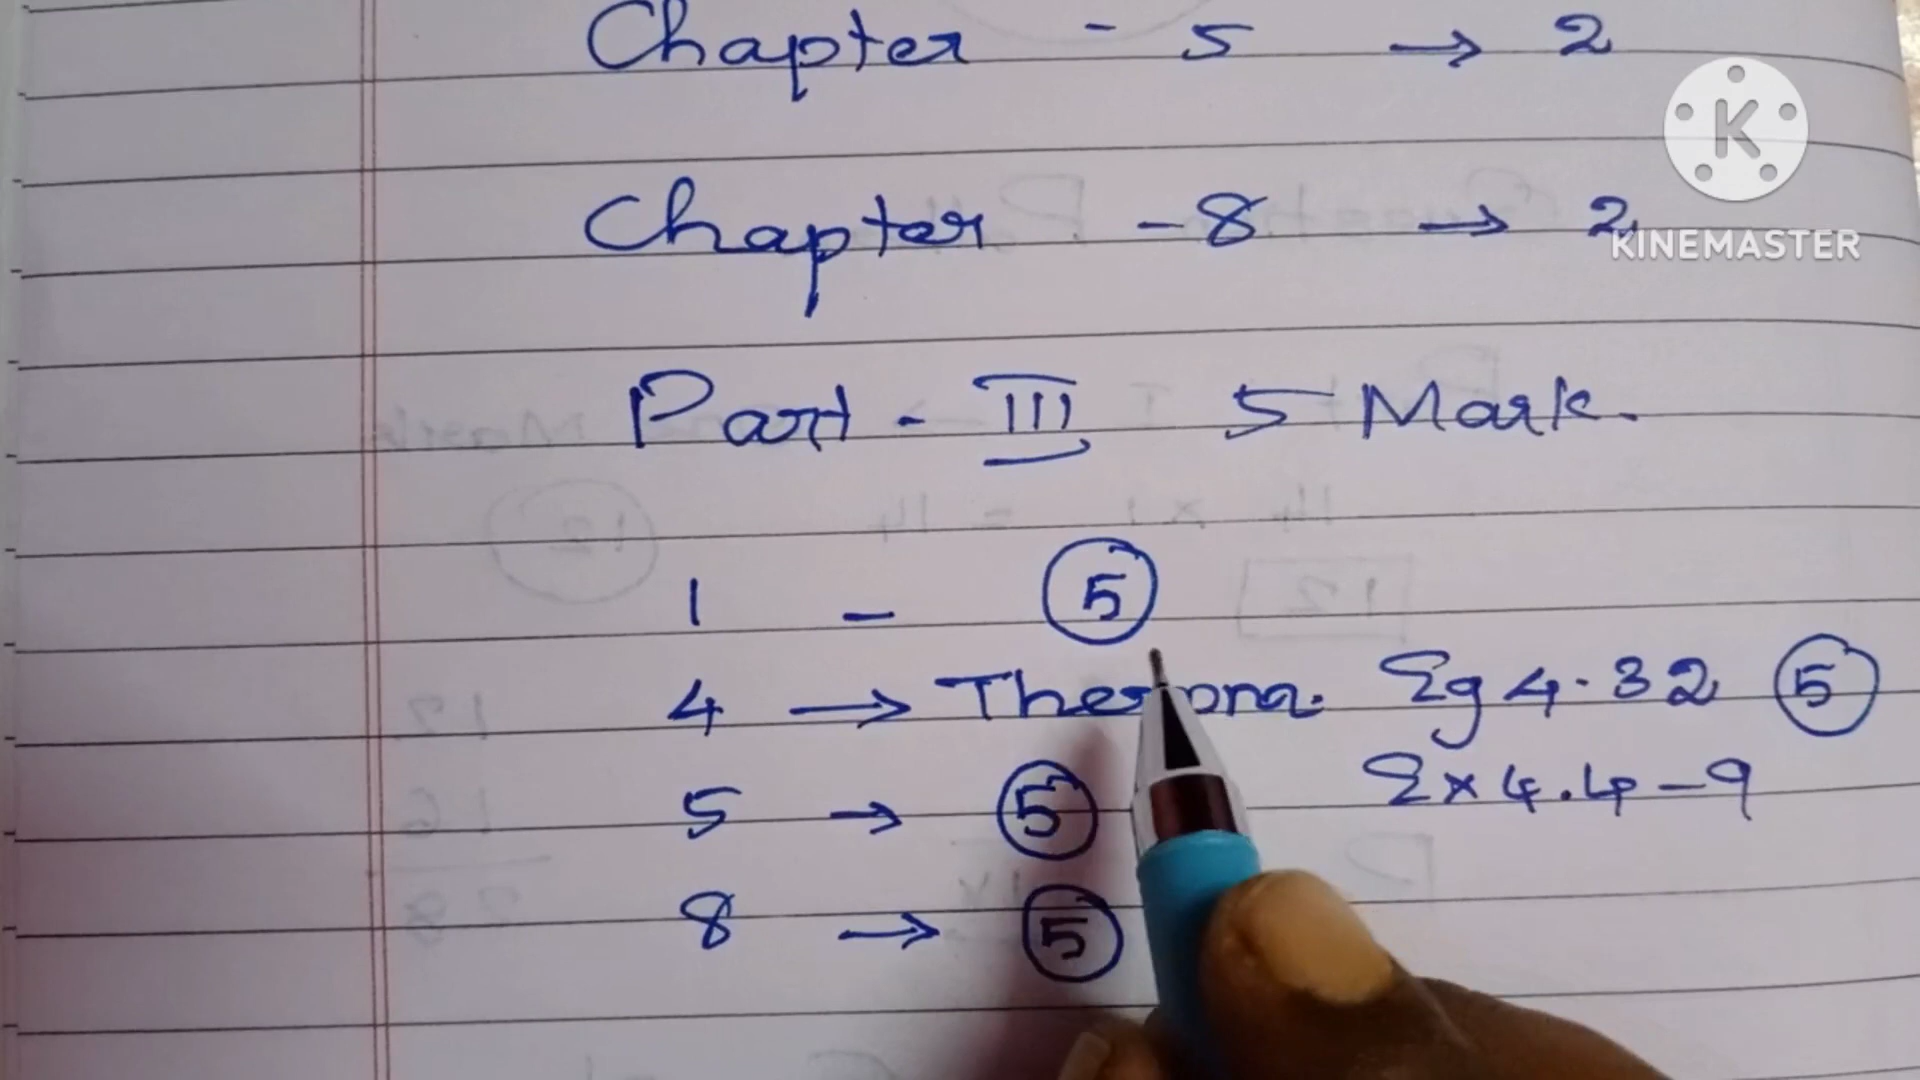 Chapter - 5 → 2
Chapter - 8 → 2
KINEMASTER
Part - III 5 Mark.
1 - 5
4 → Eg 4.32 5
Ex 4.4 - 9
5 → 5
8 → 5